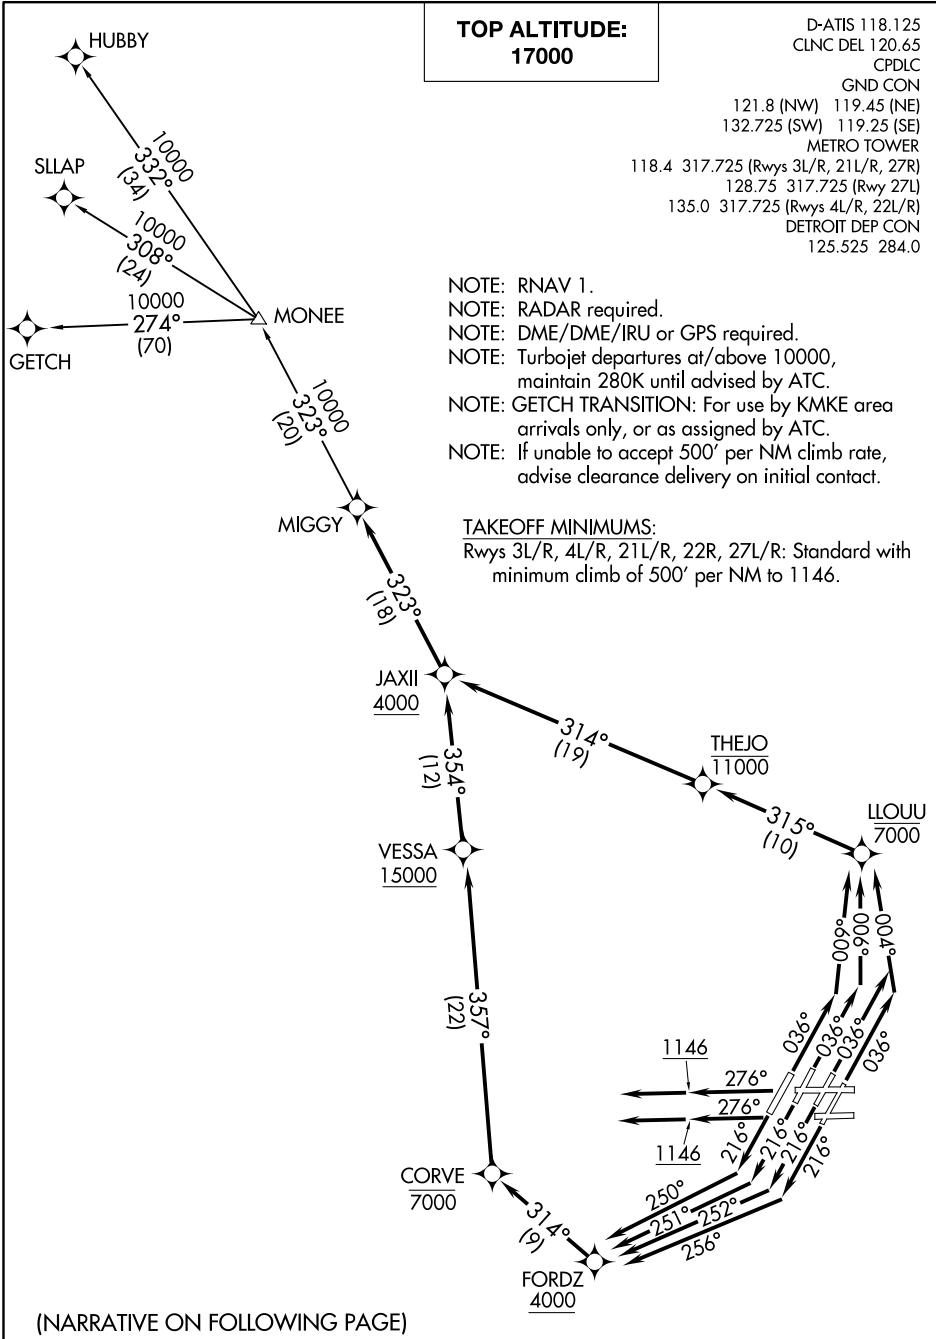 TOP ALTITUDE:
17000
D-ATIS 118.125
CLNC DEL 120.65
CPDLC
GND CON
121.8 (NW) 119.45 (NE)
132.725 (SW) 119.25 (SE)
METRO TOWER
118.4 317.725 (Rwys 3L/R, 21L/R, 27R)
128.75 317.725 (Rwy 27L)
135.0 317.725 (Rwys 4L/R, 22L/R)
DETROIT DEP CON
125.525 284.0
HUBBY
10000
332°
(34)
SLLAP
10000
308°
(24)
10000
274°
(70)
GETCH
MONEE
NOTE: RNAV 1.
NOTE: RADAR required.
NOTE: DME/DME/IRU or GPS required.
NOTE: Turbojet departures at/above 10000,
maintain 280K until advised by ATC.
NOTE: GETCH TRANSITION: For use by KMKE area
arrivals only, or as assigned by ATC.
NOTE: If unable to accept 500' per NM climb rate,
advise clearance delivery on initial contact.
10000
323°
(20)
MIGGY
TAKEOFF MINIMUMS:
Rwys 3L/R, 4L/R, 21L/R, 22R, 27L/R: Standard with
minimum climb of 500' per NM to 1146.
323°
(18)
JAXII
4000
314°
(19)
THEJO
11000
354°
(12)
315°
(10)
LLOUU
7000
VESSA
15000
009°
006°
004°
357°
(22)
036°
036°
036°
036°
1146
276°
276°
1146
216°
216°
216°
216°
CORVE
7000
250°
251°
252°
256°
314°
(9)
FORDZ
4000
(NARRATIVE ON FOLLOWING PAGE)